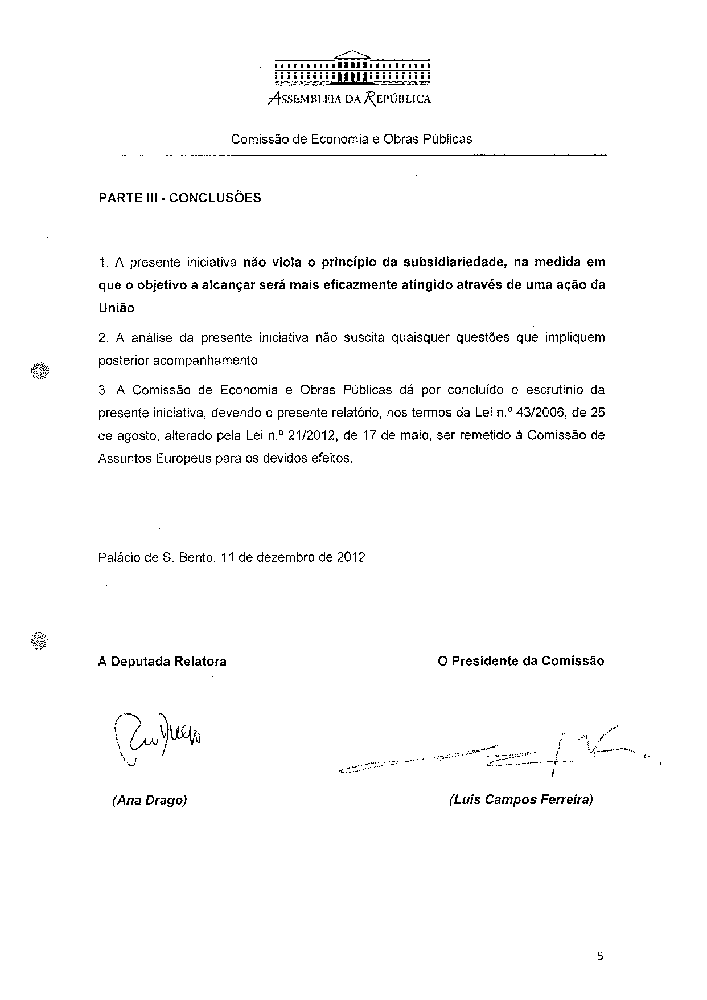 ASSEMBLEIA DA REPÚBLICA
Comissão de Economia e Obras Públicas
PARTE III - CONCLUSÕES
1. A presente iniciativa não viola o princípio da subsidiariedade, na medida em
que o objetivo a alcançar será mais eficazmente atingido através de uma ação da
União
2. A análise da presente iniciativa não suscita quaisquer questões que impliquem
posterior acompanhamento
3. A Comissão de Economia e Obras Públicas dá por concluído o escrutínio da
presente iniciativa, devendo o presente relatório, nos termos da Lei n.º 43/2006, de 25
de agosto, alterado pela Lei n.º 21/2012, de 17 de maio, ser remetido à Comissão de
Assuntos Europeus para os devidos efeitos.
Palácio de S. Bento, 11 de dezembro de 2012
A Deputada Relatora O Presidente da Comissão
(Ana Drago) (Luís Campos Ferreira)
5